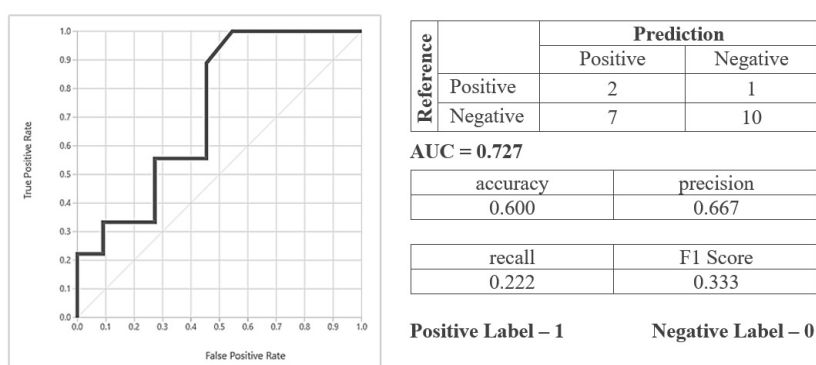 1.0
0.9
0.8
0.7
0.6
0.5
0.4
0.3
0.2
0.1
0.0
0.0 0.1 0.2 0.3 0.4 0.5 0.6 0.7 0.8 0.9 1.0
True Positive Rate
False Positive Rate
Reference
Prediction
Positive Negative
Positive 2 1
Negative 7 10
AUC = 0.727
accuracy precision
0.600 0.667
recall F1 Score
0.222 0.333
Positive Label – 1 Negative Label – 0